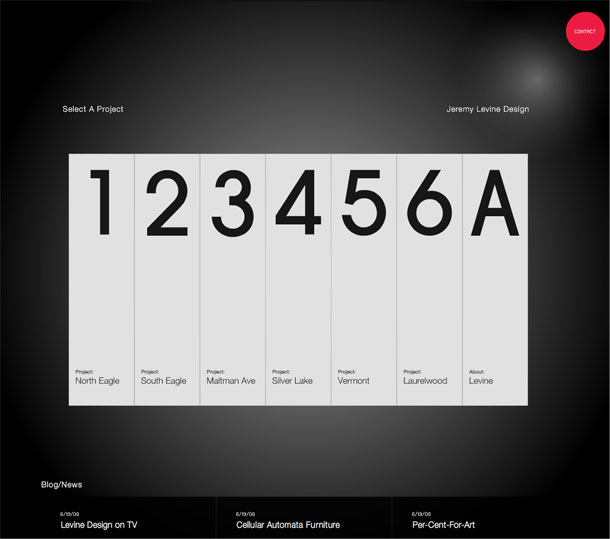 CONTACT
Select A Project
Jeremy Levine Design
1 2 3 4 5 6 A
Project: Project: Project: Project: Project: Project: About:
North Eagle South Eagle Maltman Ave Silver Lake Vermont Laurelwood Levine
Blog/News
6/19/08 6/19/08 6/19/08
Levine Design on TV Cellular Automata Furniture Per-Cent-For-Art